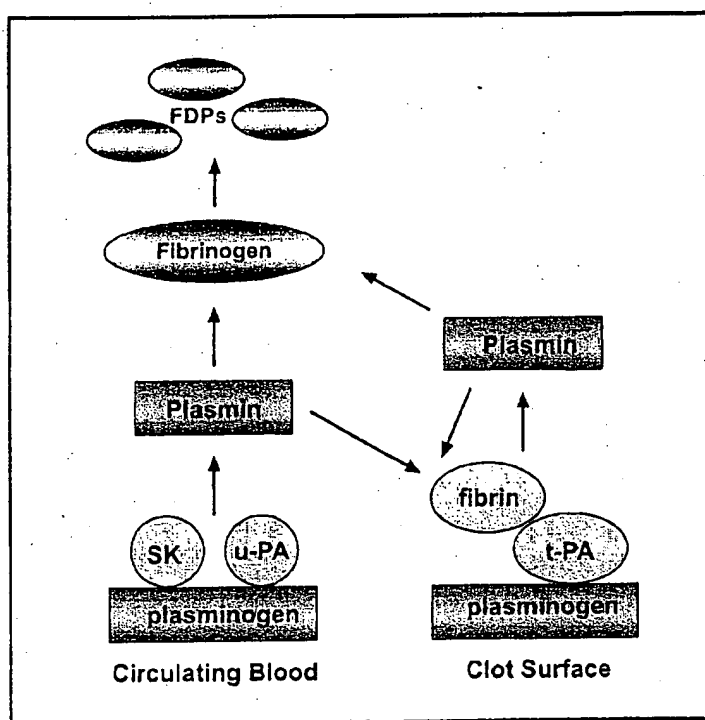 FDPs
Fibrinogen
Plasmin
Plasmin
fibrin
SK
u-PA
t-PA
plasminogen
plasminogen
Circulating Blood
Clot Surface